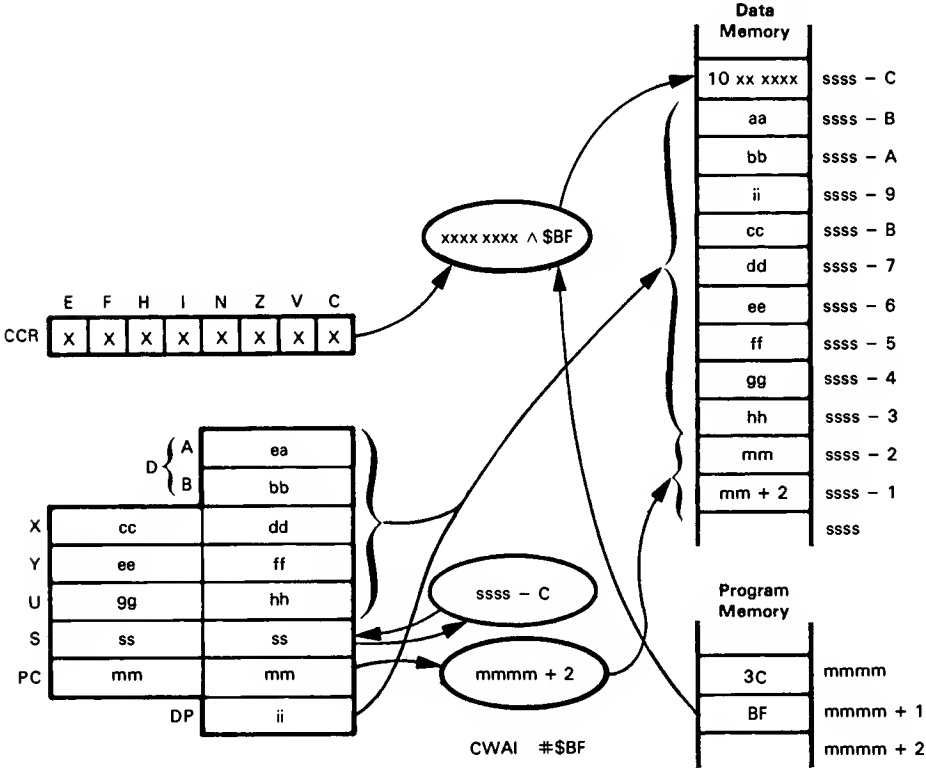 Data
Memory
10 xx xxxx ssss – C
aa ssss – B
bb ssss – A
ii ssss – 9
cc ssss – B
dd ssss – 7
ee ssss – 6
ff ssss – 5
gg ssss – 4
hh ssss – 3
mm ssss – 2
mm + 2 ssss – 1
ssss
xxxx xxxx ∧ $BF
E F H I N Z V C
CCR X X X X X X X X
D { A ea
B bb
X cc dd
Y ee ff
U gg hh
S ss ss
PC mm mm
DP ii
ssss – C
mmmm + 2
CWAI #$BF
Program
Memory
3C mmmm
BF mmmm + 1
mmmm + 2